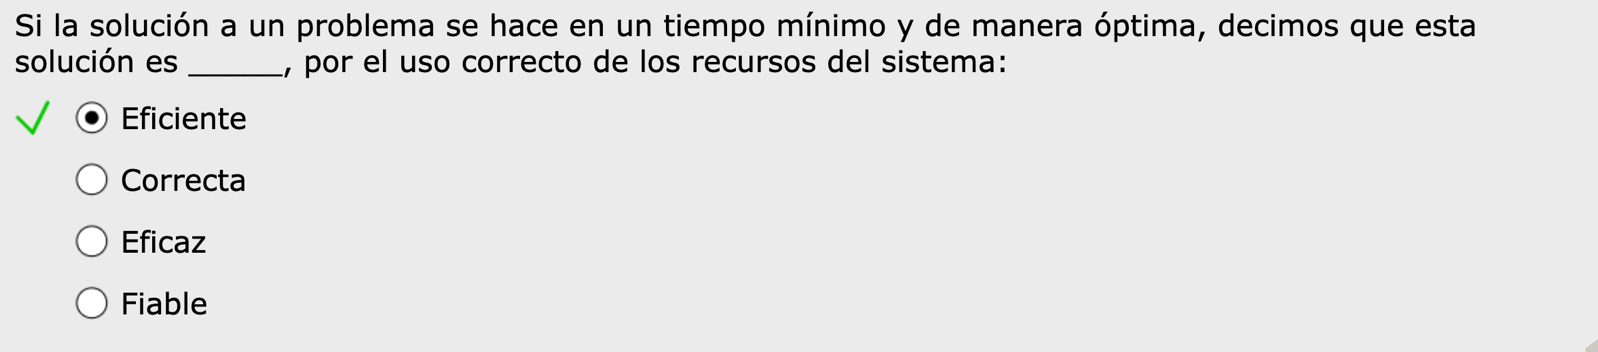 Si la solución a un problema se hace en un tiempo mínimo y de manera óptima, decimos que esta
solución es ______, por el uso correcto de los recursos del sistema:
Eficiente
Correcta
Eficaz
Fiable